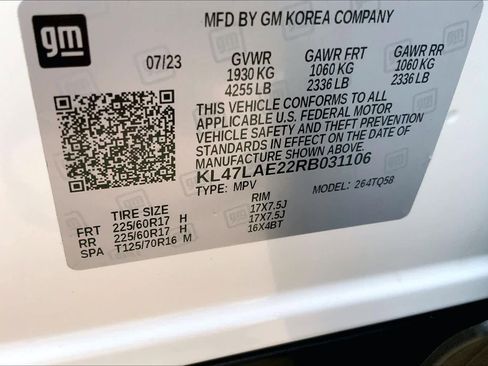 gm
MFD BY GM KOREA COMPANY
07/23 GVWR GAWR FRT GAWR RR
1930 KG 1060 KG 1060 KG
4255 LB 2336 LB 2336 LB
THIS VEHICLE CONFORMS TO ALL
APPLICABLE U.S. FEDERAL MOTOR
VEHICLE SAFETY AND THEFT PREVENTION
STANDARDS IN EFFECT ON THE DATE OF
MANUFACTURE SHOWN ABOVE.
KL47LAE22RB031106
TYPE: MPV MODEL: 264TQ58
TIRE SIZE RIM
FRT 225/60R17 H 17X7.5J
RR 225/60R17 H 17X7.5J
SPA T125/70R16 M 16X4BT